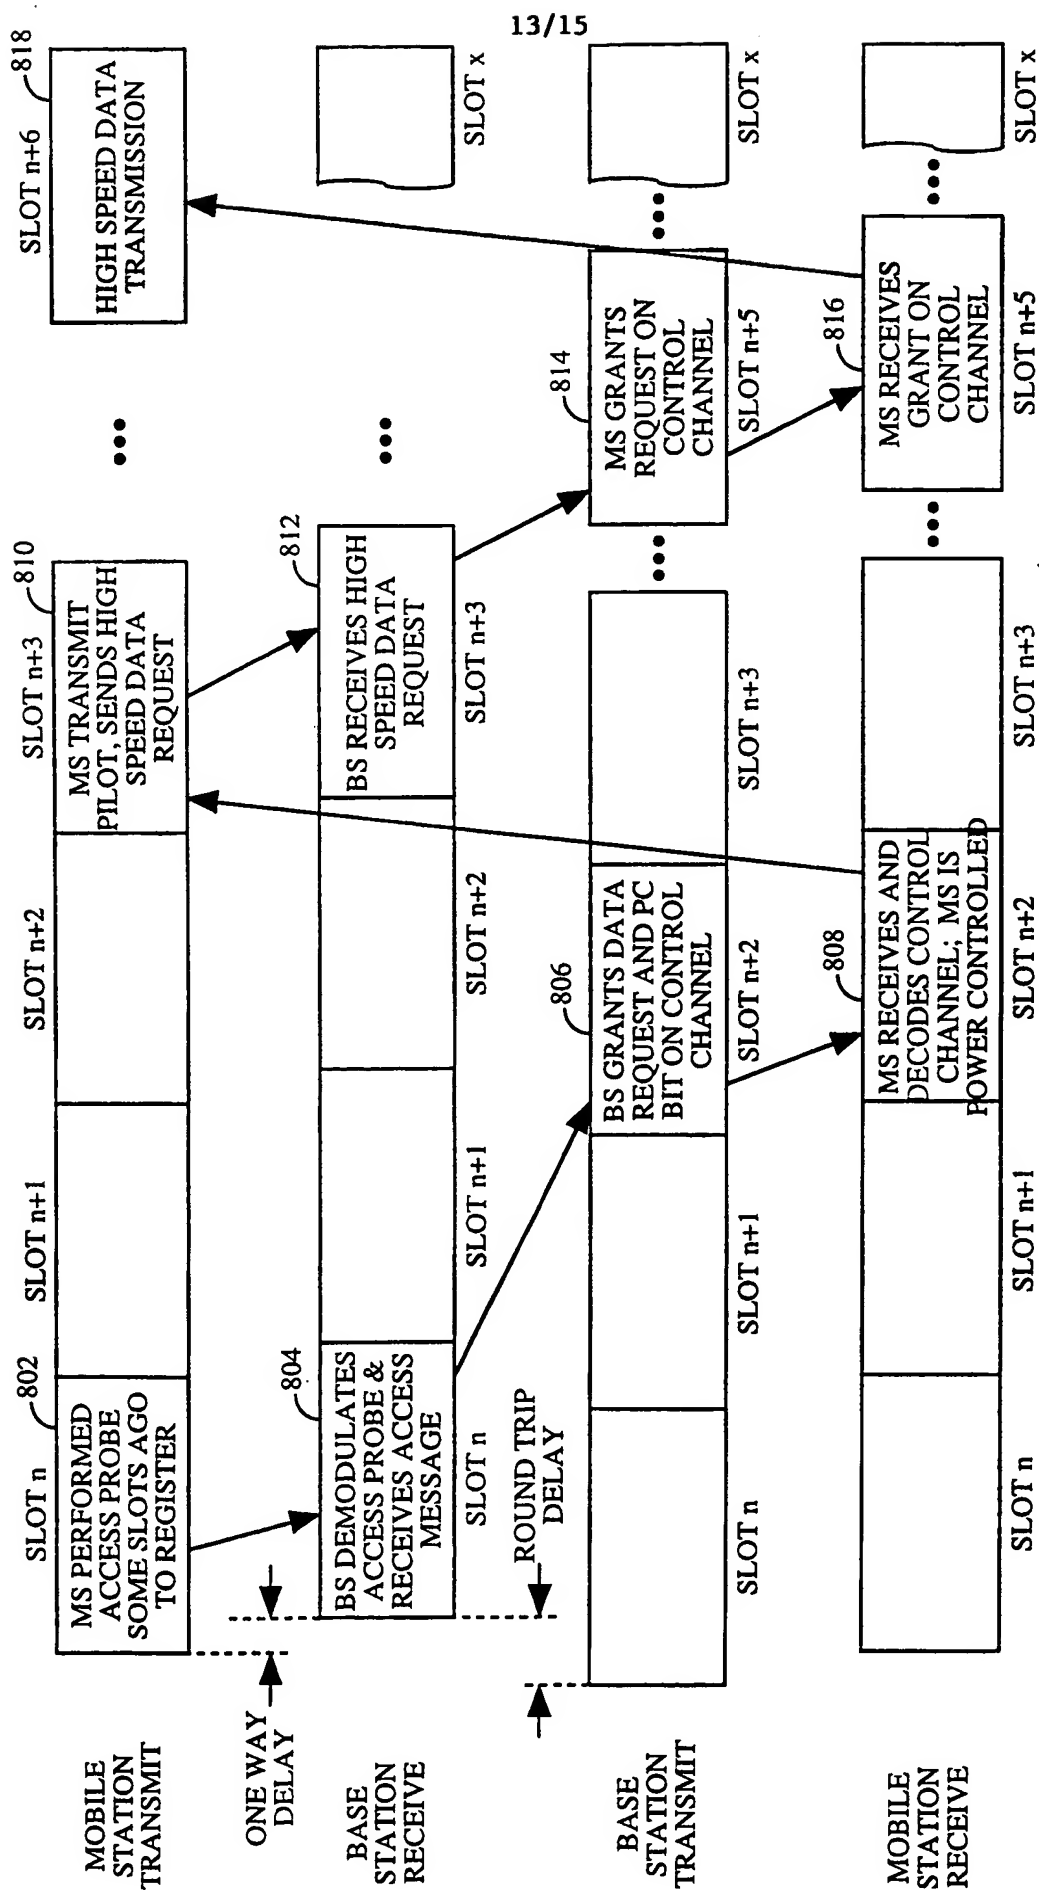 13/15
MOBILE
STATION
TRANSMIT
SLOT n
802
MS PERFORMED
ACCESS PROBE
SOME SLOTS AGO
TO REGISTER
SLOT n+1
SLOT n+2
SLOT n+3
810
MS TRANSMIT
PILOT, SENDS HIGH
SPEED DATA
REQUEST
•••
SLOT n+6
818
HIGH SPEED DATA
TRANSMISSION
ONE WAY
DELAY
BASE
STATION
RECEIVE
804
BS DEMODULATES
ACCESS PROBE &
RECEIVES ACCESS
MESSAGE
SLOT n
SLOT n+1
SLOT n+2
812
BS RECEIVES HIGH
SPEED DATA
REQUEST
SLOT n+3
•••
SLOT x
ROUND TRIP
DELAY
BASE
STATION
TRANSMIT
SLOT n
SLOT n+1
806
BS GRANTS DATA
REQUEST AND PC
BIT ON CONTROL
CHANNEL
SLOT n+2
SLOT n+3
•••
814
MS GRANTS
REQUEST ON
CONTROL
CHANNEL
SLOT n+5
•••
SLOT x
MOBILE
STATION
RECEIVE
SLOT n
SLOT n+1
808
MS RECEIVES AND
DECODES CONTROL
CHANNEL; MS IS
POWER CONTROLLED
SLOT n+2
SLOT n+3
•••
816
MS RECEIVES
GRANT ON
CONTROL
CHANNEL
SLOT n+5
•••
SLOT x